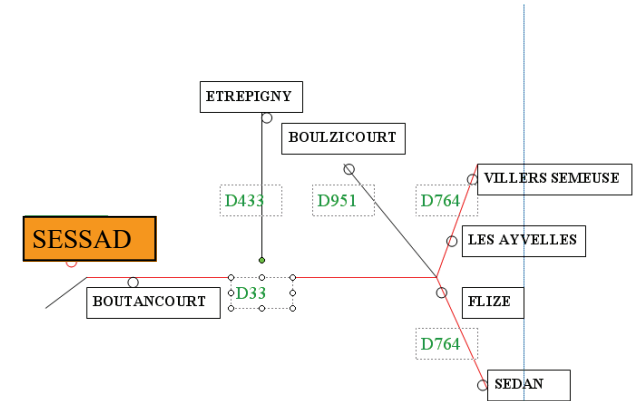 ETREPIGNY
BOULZICOURT
VILLERS SEMEUSE
D433
D951
D764
SESSAD
LES AYVELLES
BOUTANCOURT
D33
FLIZE
D764
SEDAN